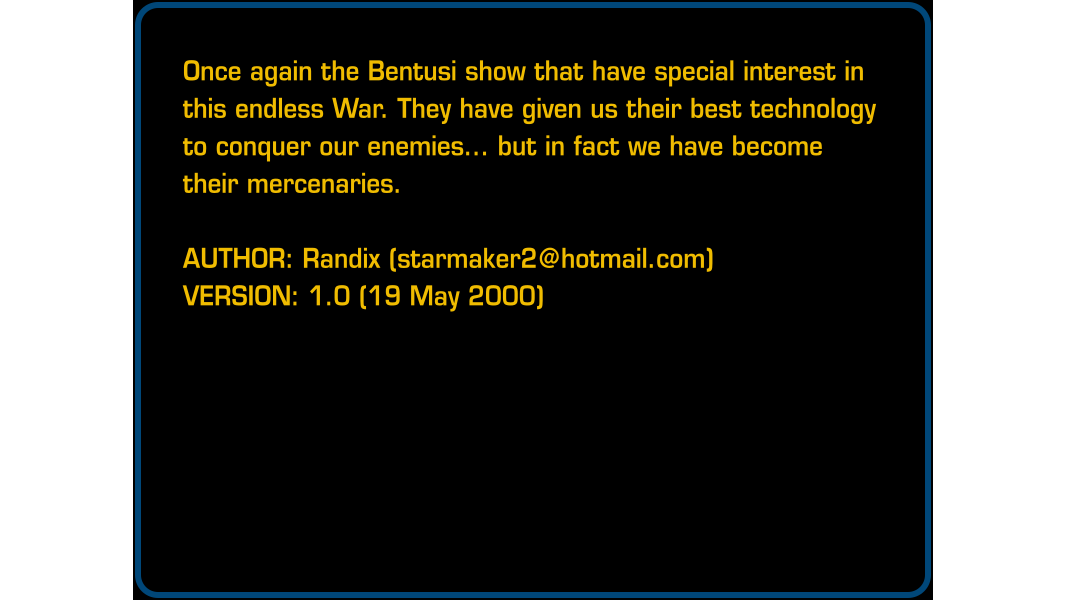 Once again the Bentusi show that have special interest in
this endless War. They have given us their best technology
to conquer our enemies... but in fact we have become
their mercenaries.
AUTHOR: Randix (starmaker2@hotmail.com)
VERSION: 1.0 (19 May 2000)